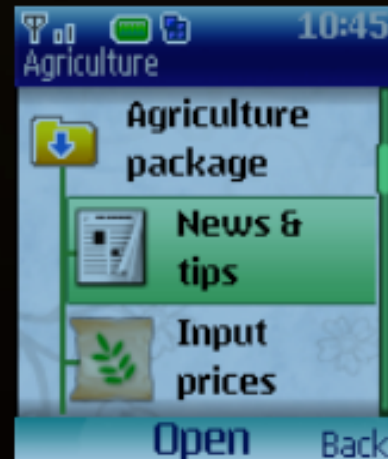 10:45
Agriculture
Agriculture
package
News &
tips
Input
prices
Open Back